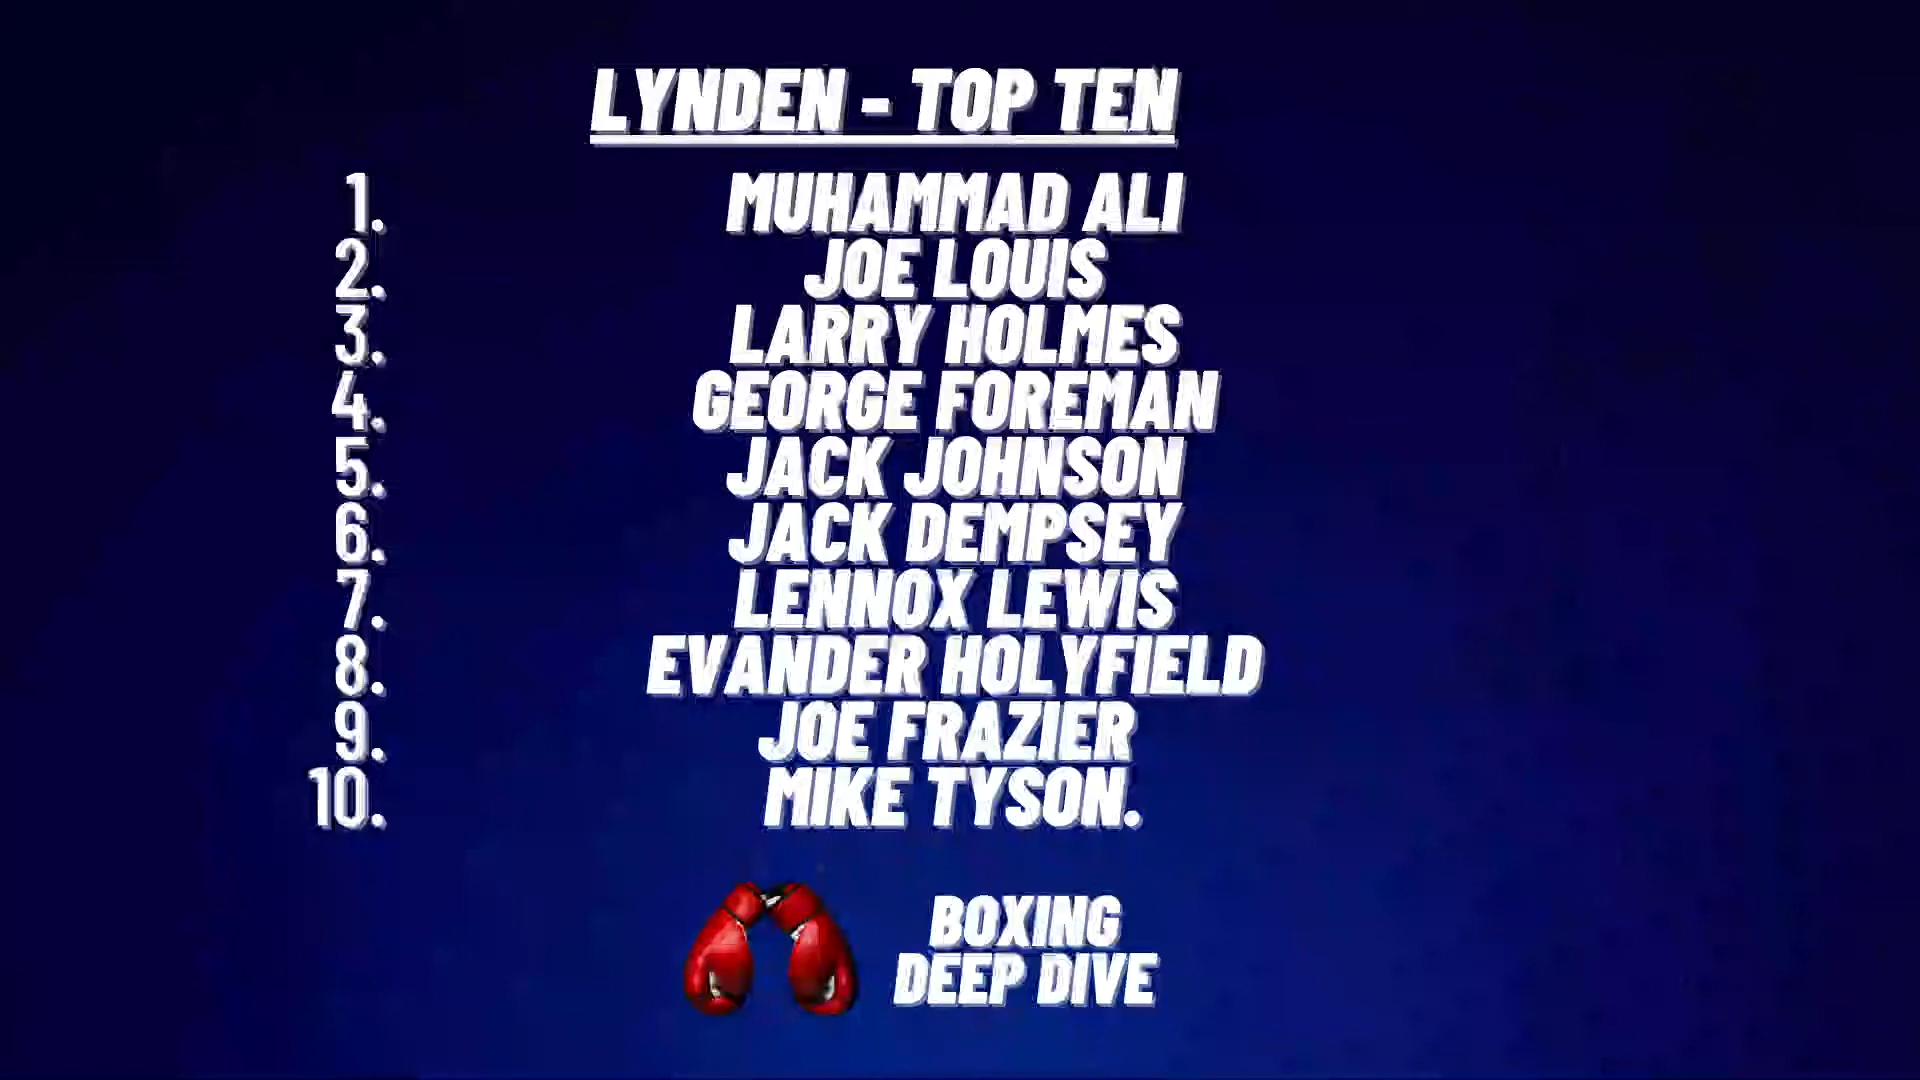 LYNDEN - TOP TEN
1. MUHAMMAD ALI
2. JOE LOUIS
3. LARRY HOLMES
4. GEORGE FOREMAN
5. JACK JOHNSON
6. JACK DEMPSEY
7. LENNOX LEWIS
8. EVANDER HOLYFIELD
9. JOE FRAZIER
10. MIKE TYSON.
BOXING
DEEP DIVE